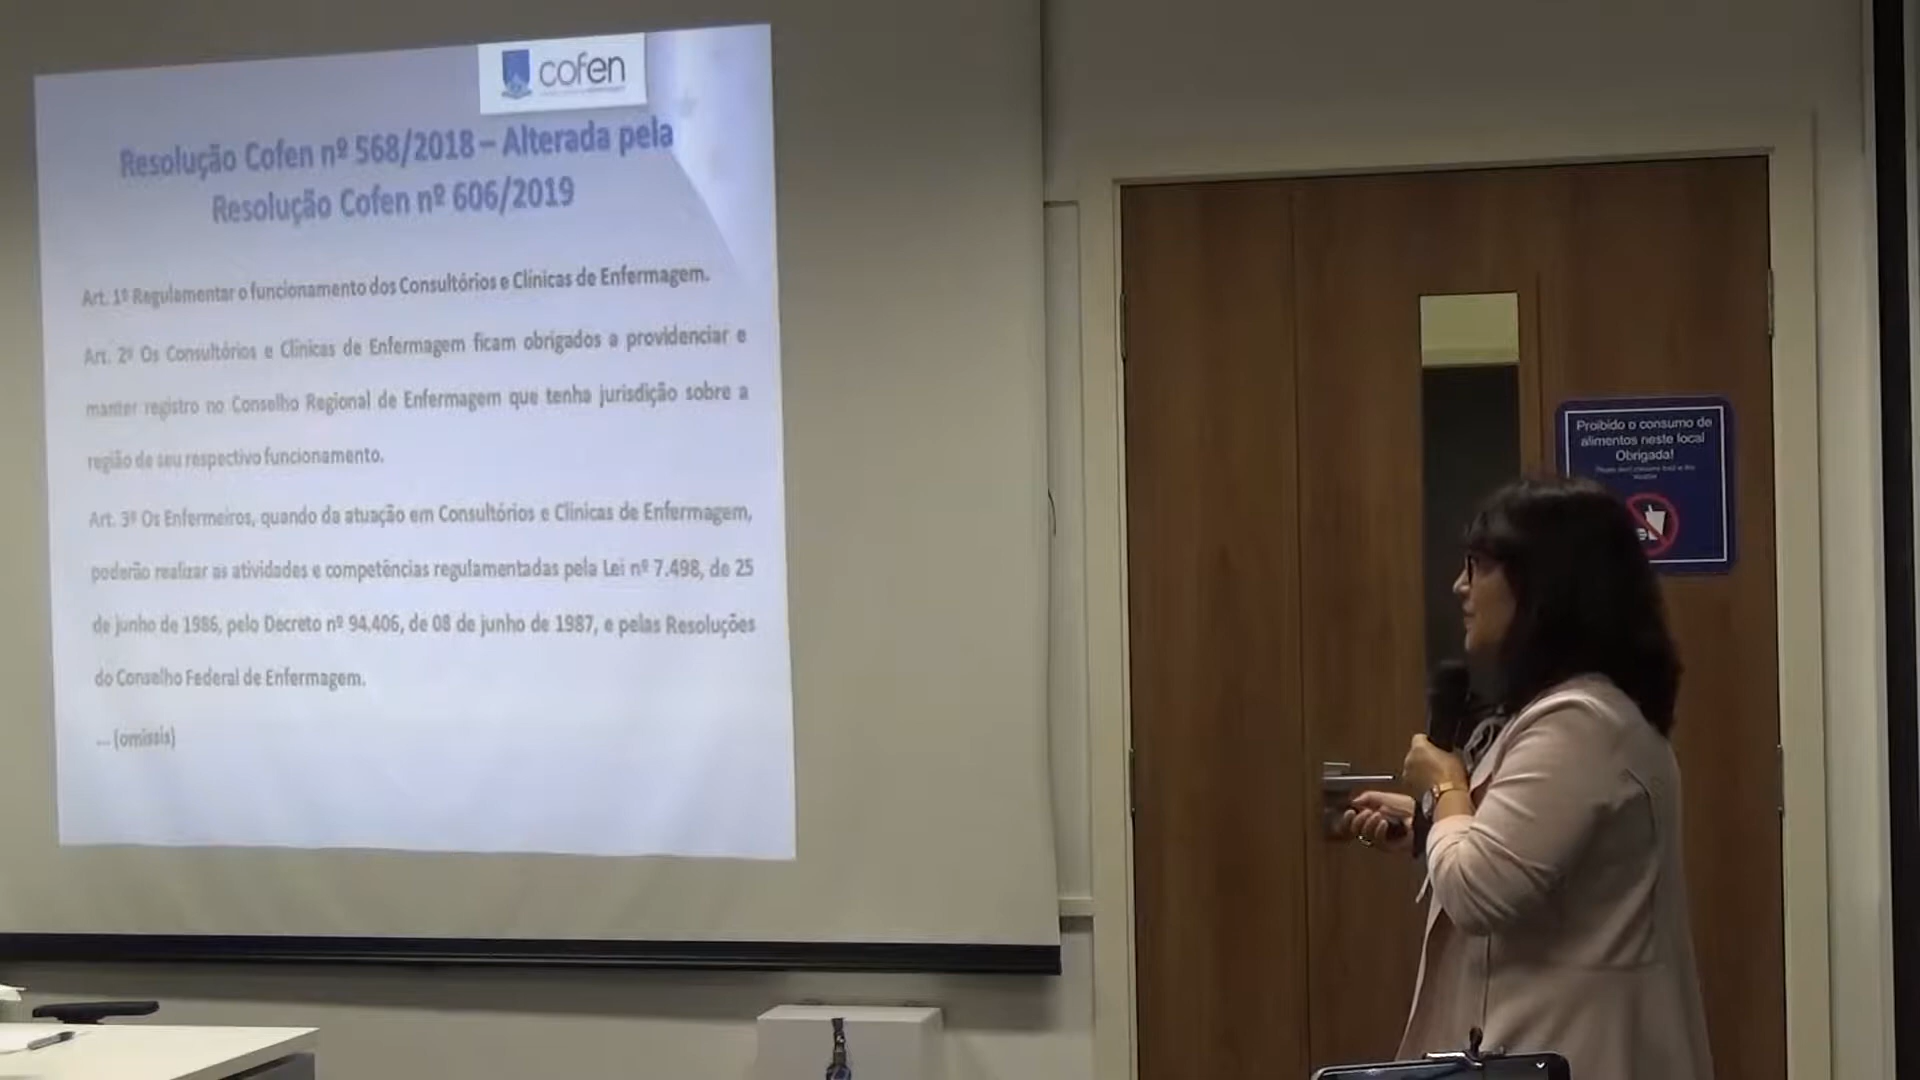 cofen
Resolução Cofen nº 568/2018 – Alterada pela
Resolução Cofen nº 606/2019
Art. 1º Regulamentar o funcionamento dos Consultórios e Clínicas de Enfermagem.
Art. 2º Os Consultórios e Clínicas de Enfermagem ficam obrigados a providenciar e
manter registro no Conselho Regional de Enfermagem que tenha jurisdição sobre a
região de seu respectivo funcionamento.
Art. 3º Os Enfermeiros, quando da atuação em Consultórios e Clínicas de Enfermagem,
poderão realizar as atividades e competências regulamentadas pela Lei nº 7.498, de 25
de junho de 1986, pelo Decreto nº 94.406, de 08 de junho de 1987, e pelas Resoluções
do Conselho Federal de Enfermagem.
... (omissis)
Proibido o consumo de
alimentos neste local
Obrigada!